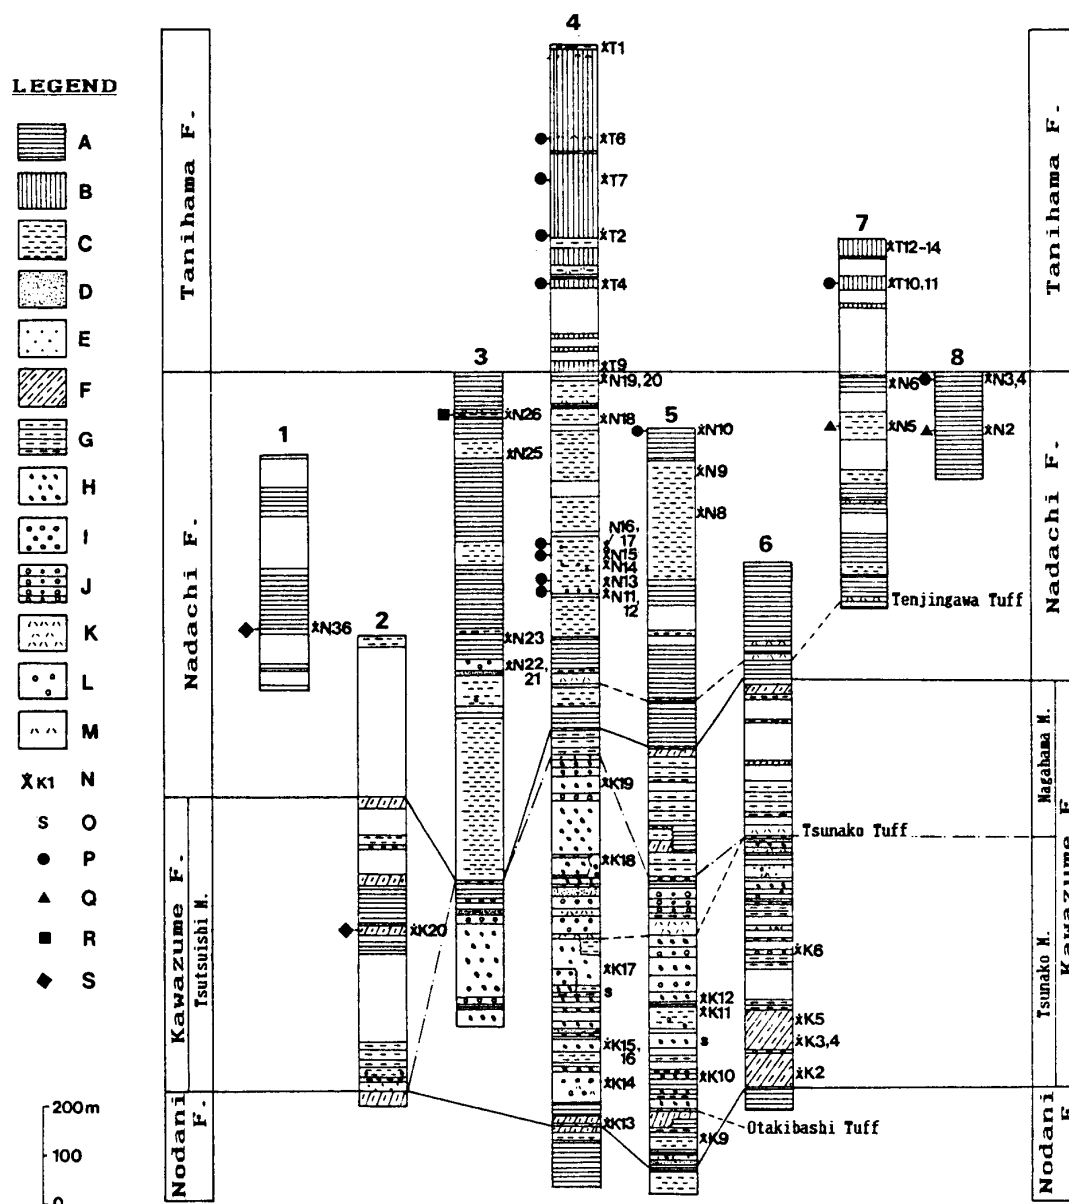 LEGEND
A
B
C
D
E
F
G
H
I
J
K
L
M
K1 N
S O
P
Q
R
S
200m
100
0
Tanihama F.
Nadachi F.
Kawazume F.
Tsutsuishi M.
Nodani F.
1
N36
2
K20
3
N26
N25
N23
N22,
21
4
T1
T6
T7
T2
T4
T9
N19,20
N18
N16,
17
N15
N14
N13
N11,
12
K19
K18
K17
S
K15,
16
K14
K13
5
N10
N9
N8
K12
K11
S
K10
K9
Otakibashi Tuff
6
Tsunako Tuff
K6
K5
K3,4
K2
7
T12-14
T10,11
N6
N5
Tenjingawa Tuff
8
N3,4
N2
Tanihama F.
Nadachi F.
Nagahama M.
Tsunako M.
Kawazume F.
Nodani F.